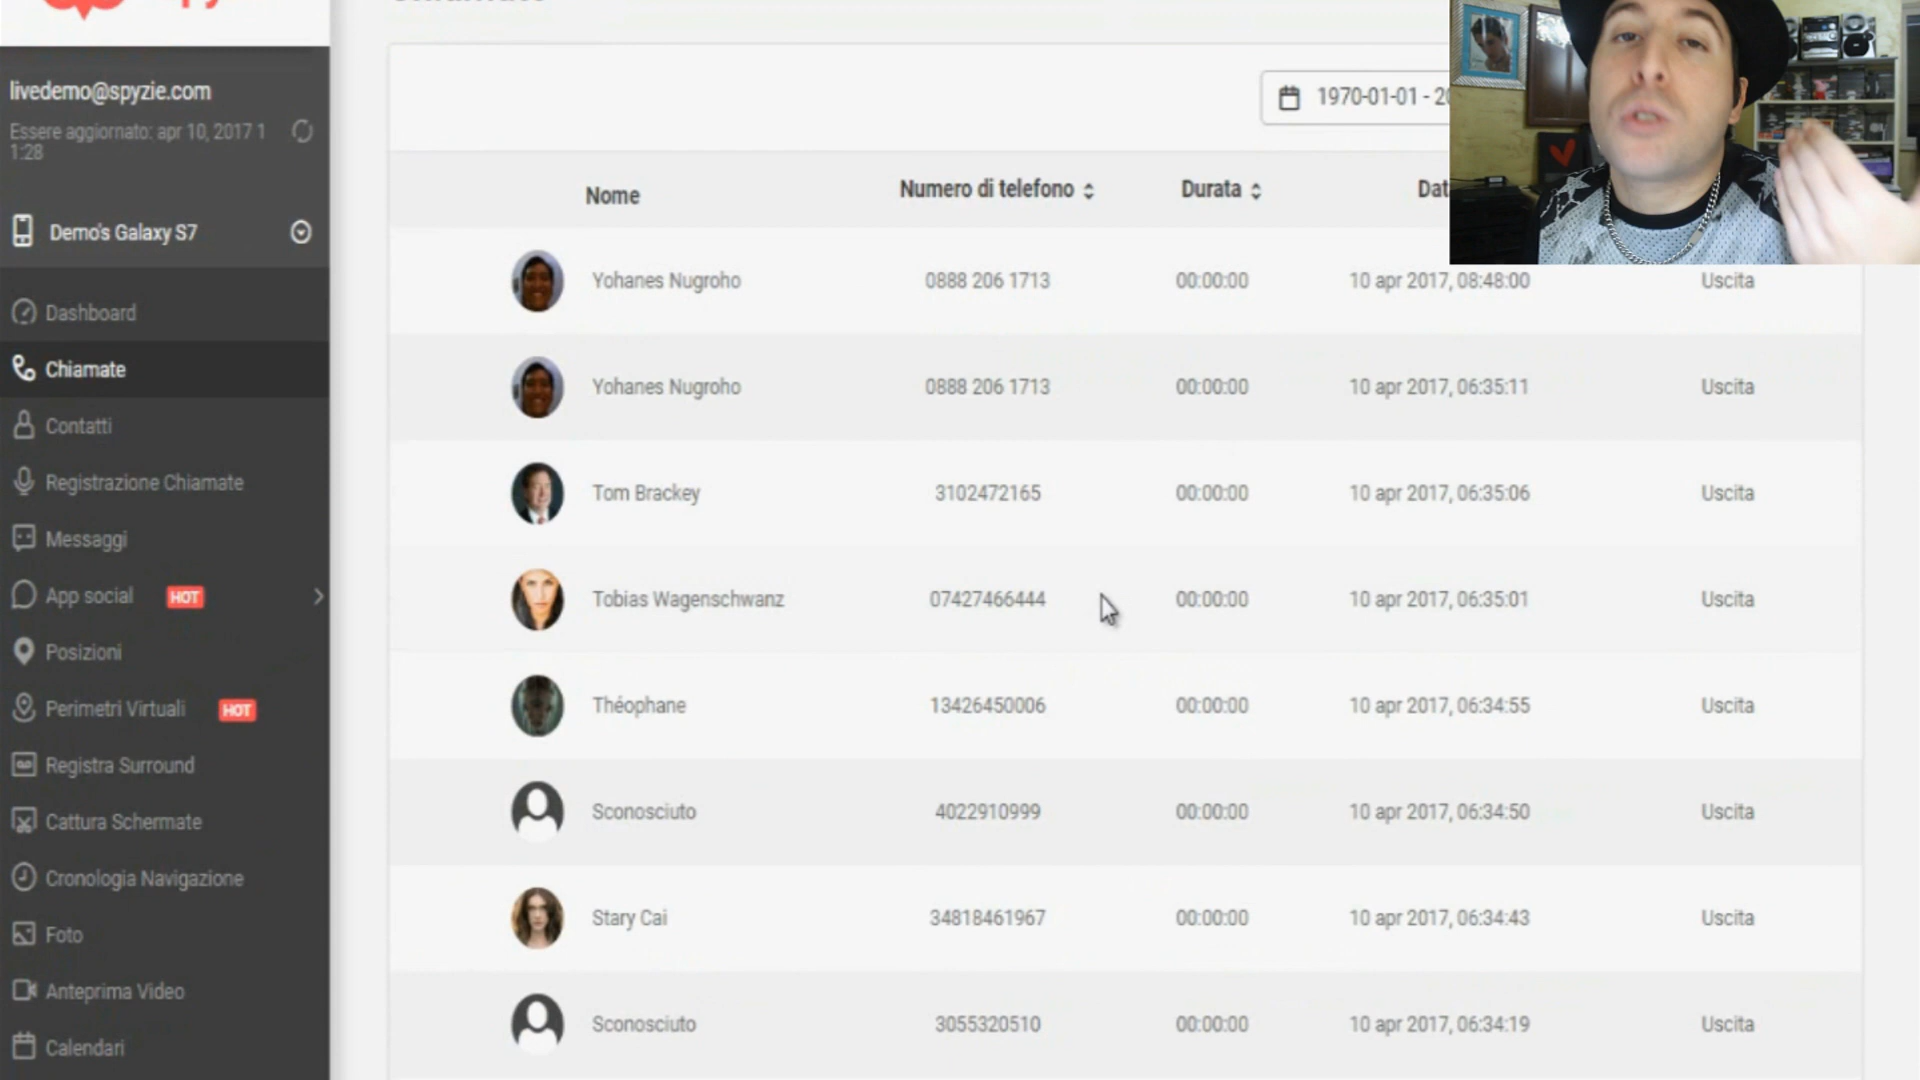 livedemo@spyzie.com
Essere aggiornato: apr 10, 2017 1
1:28
Demo's Galaxy S7
Dashboard
Chiamate
Contatti
Registrazione Chiamate
Messaggi
App social HOT
Posizioni
Perimetri Virtuali HOT
Registra Surround
Cattura Schermate
Cronologia Navigazione
Foto
Anteprima Video
Calendari
1970-01-01 - 20
Nome Numero di telefono Durata Dat
Yohanes Nugroho 0888 206 1713 00:00:00 10 apr 2017, 08:48:00 Uscita
Yohanes Nugroho 0888 206 1713 00:00:00 10 apr 2017, 06:35:11 Uscita
Tom Brackey 3102472165 00:00:00 10 apr 2017, 06:35:06 Uscita
Tobias Wagenschwanz 07427466444 00:00:00 10 apr 2017, 06:35:01 Uscita
Théophane 13426450006 00:00:00 10 apr 2017, 06:34:55 Uscita
Sconosciuto 4022910999 00:00:00 10 apr 2017, 06:34:50 Uscita
Stary Cai 34818461967 00:00:00 10 apr 2017, 06:34:43 Uscita
Sconosciuto 3055320510 00:00:00 10 apr 2017, 06:34:19 Uscita